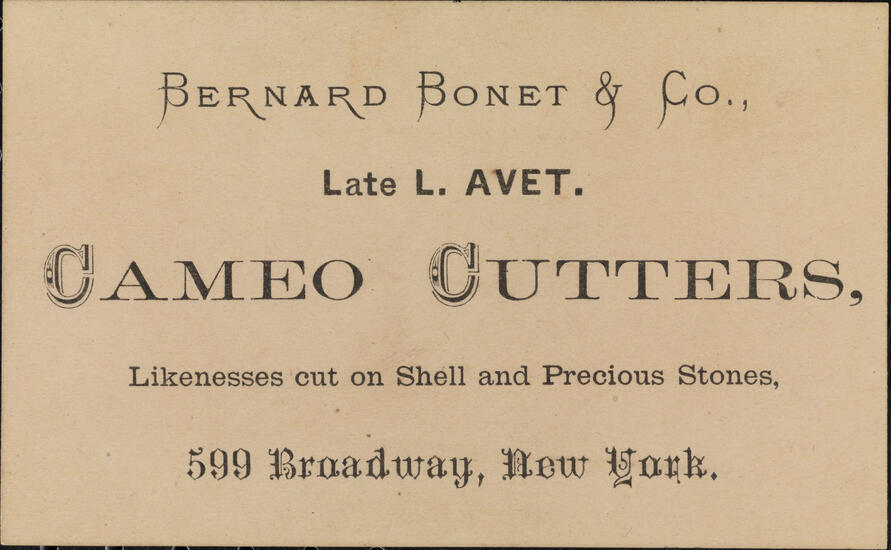 Bernard Bonet & Co.,
Late L. AVET.
Cameo Cutters,
Likenesses cut on Shell and Precious Stones,
599 Broadway, New York.